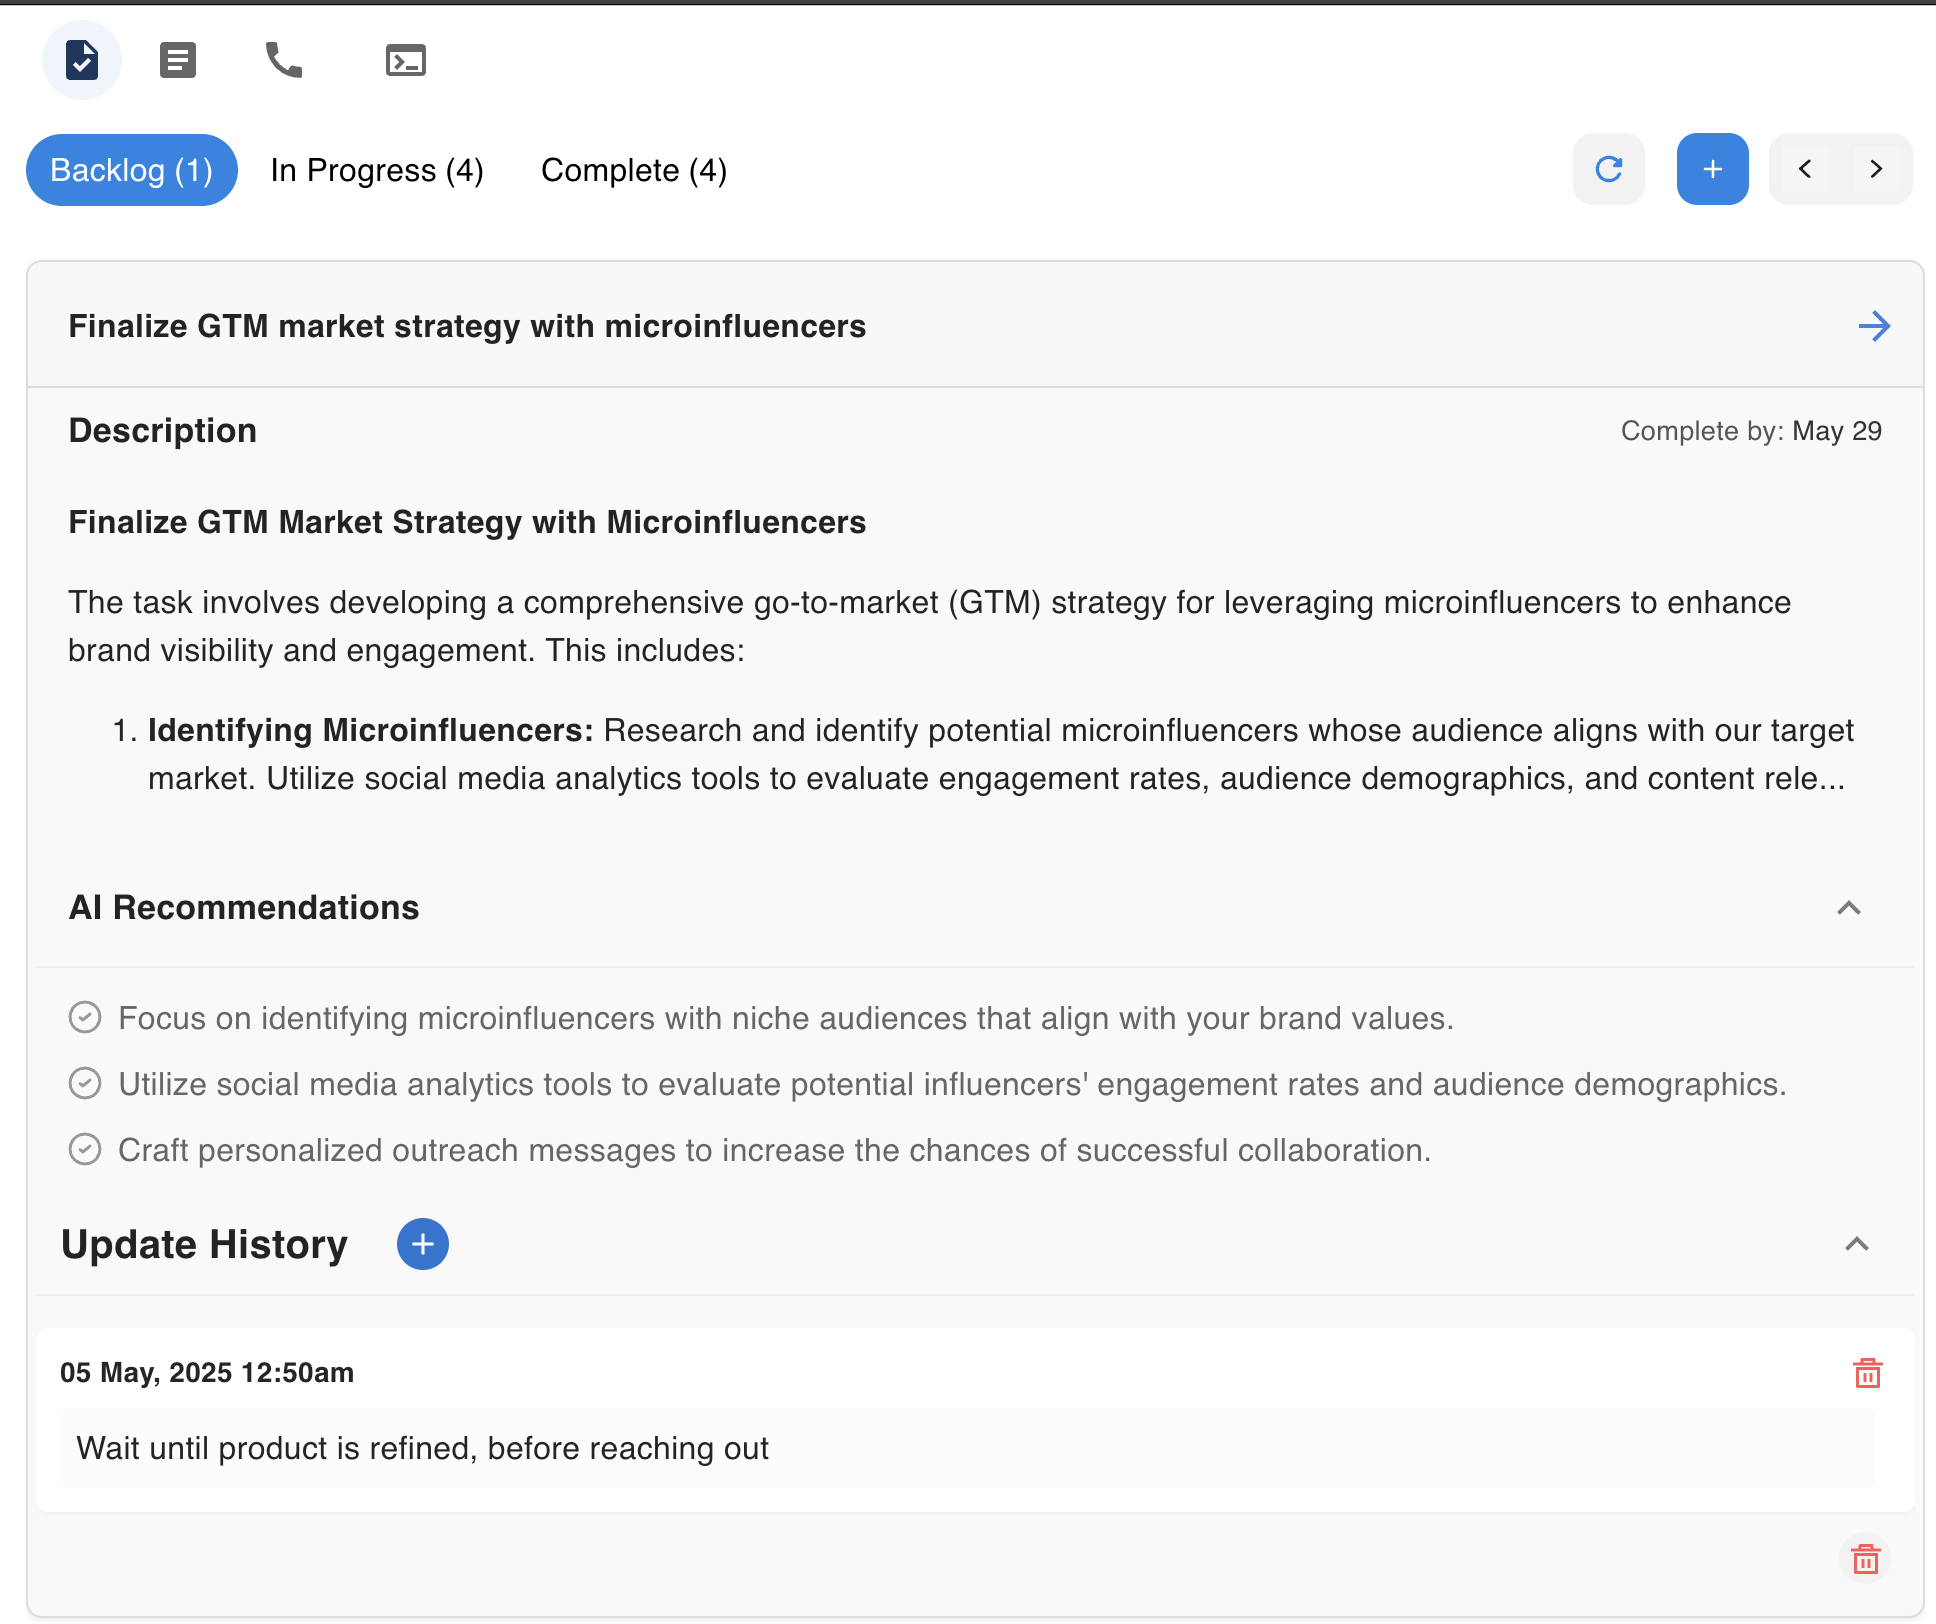 Backlog (1)
In Progress (4)
Complete (4)
Finalize GTM market strategy with microinfluencers
Description
Complete by: May 29
Finalize GTM Market Strategy with Microinfluencers
The task involves developing a comprehensive go-to-market (GTM) strategy for leveraging microinfluencers to enhance
brand visibility and engagement. This includes:
1. Identifying Microinfluencers: Research and identify potential microinfluencers whose audience aligns with our target
market. Utilize social media analytics tools to evaluate engagement rates, audience demographics, and content rele...
AI Recommendations
Focus on identifying microinfluencers with niche audiences that align with your brand values.
Utilize social media analytics tools to evaluate potential influencers' engagement rates and audience demographics.
Craft personalized outreach messages to increase the chances of successful collaboration.
Update History
05 May, 2025 12:50am
Wait until product is refined, before reaching out